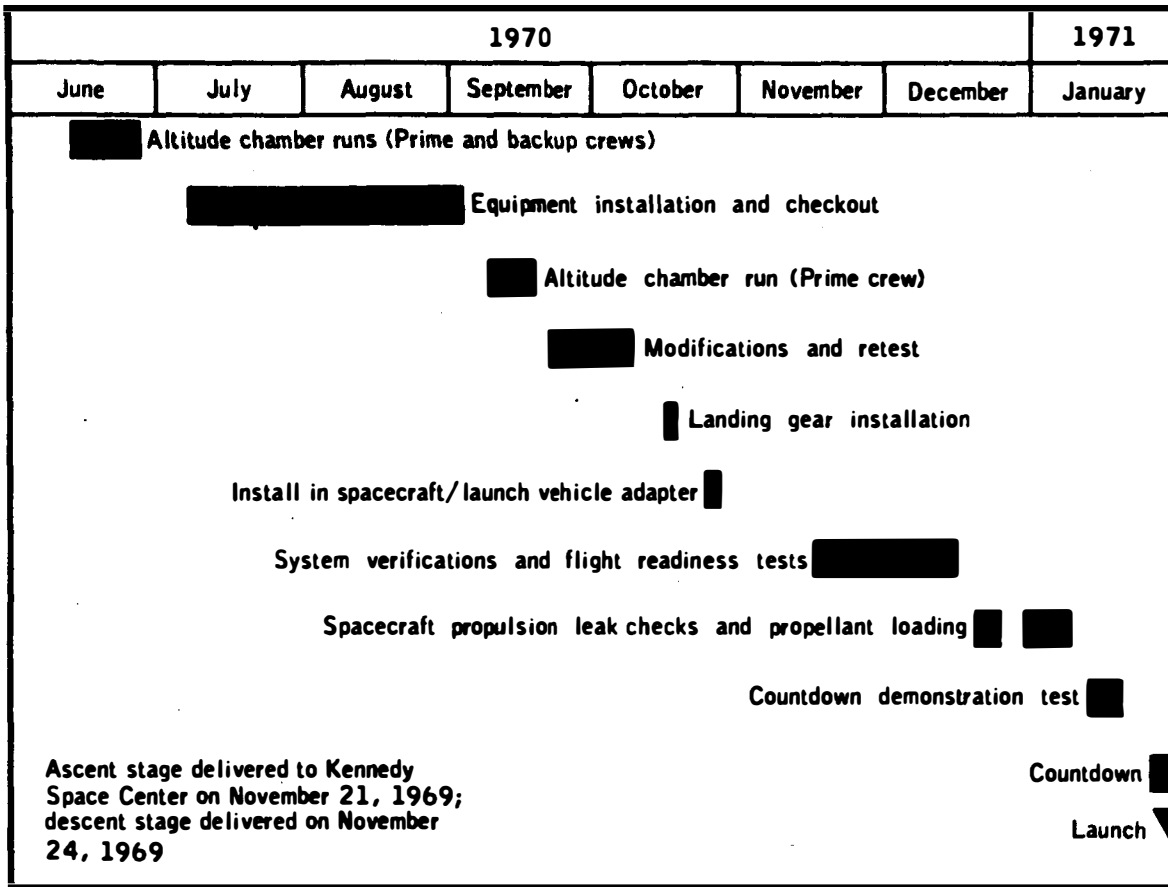 1970
1971
June
July
August
September
October
November
December
January
Altitude chamber runs (Prime and backup crews)
Equipment installation and checkout
Altitude chamber run (Prime crew)
Modifications and retest
Landing gear installation
Install in spacecraft/launch vehicle adapter
System verifications and flight readiness tests
Spacecraft propulsion leak checks and propellant loading
Countdown demonstration test
Ascent stage delivered to Kennedy
Space Center on November 21, 1969;
descent stage delivered on November
24, 1969
Countdown
Launch